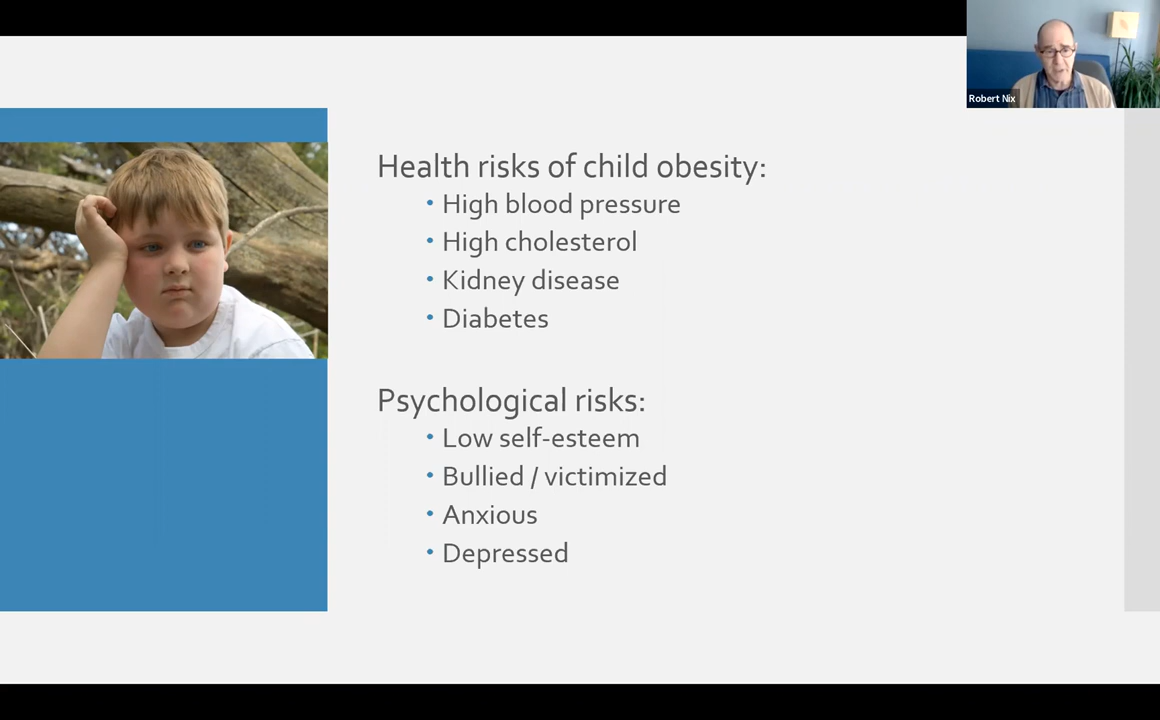 Robert Nix
Health risks of child obesity:
• High blood pressure
• High cholesterol
• Kidney disease
• Diabetes
Psychological risks:
• Low self-esteem
• Bullied / victimized
• Anxious
• Depressed